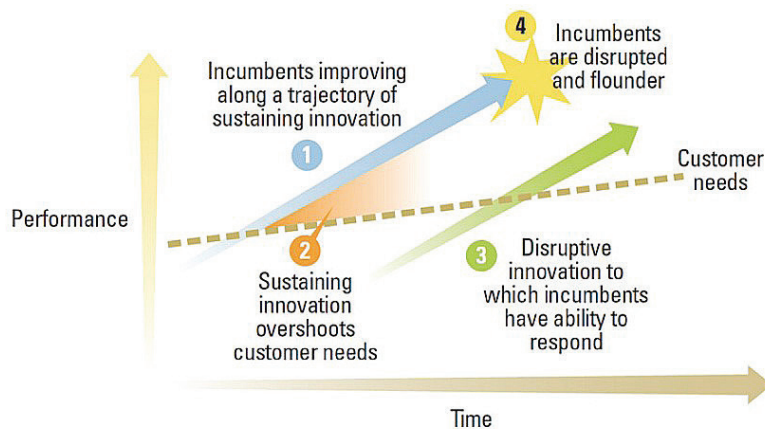 4
Incumbents
are disrupted
and flounder
Incumbents improving
along a trajectory of
sustaining innovation
1
Customer
needs
Performance
2
Sustaining
innovation
overshoots
customer needs
3
Disruptive
innovation to
which incumbents
have ability to
respond
Time